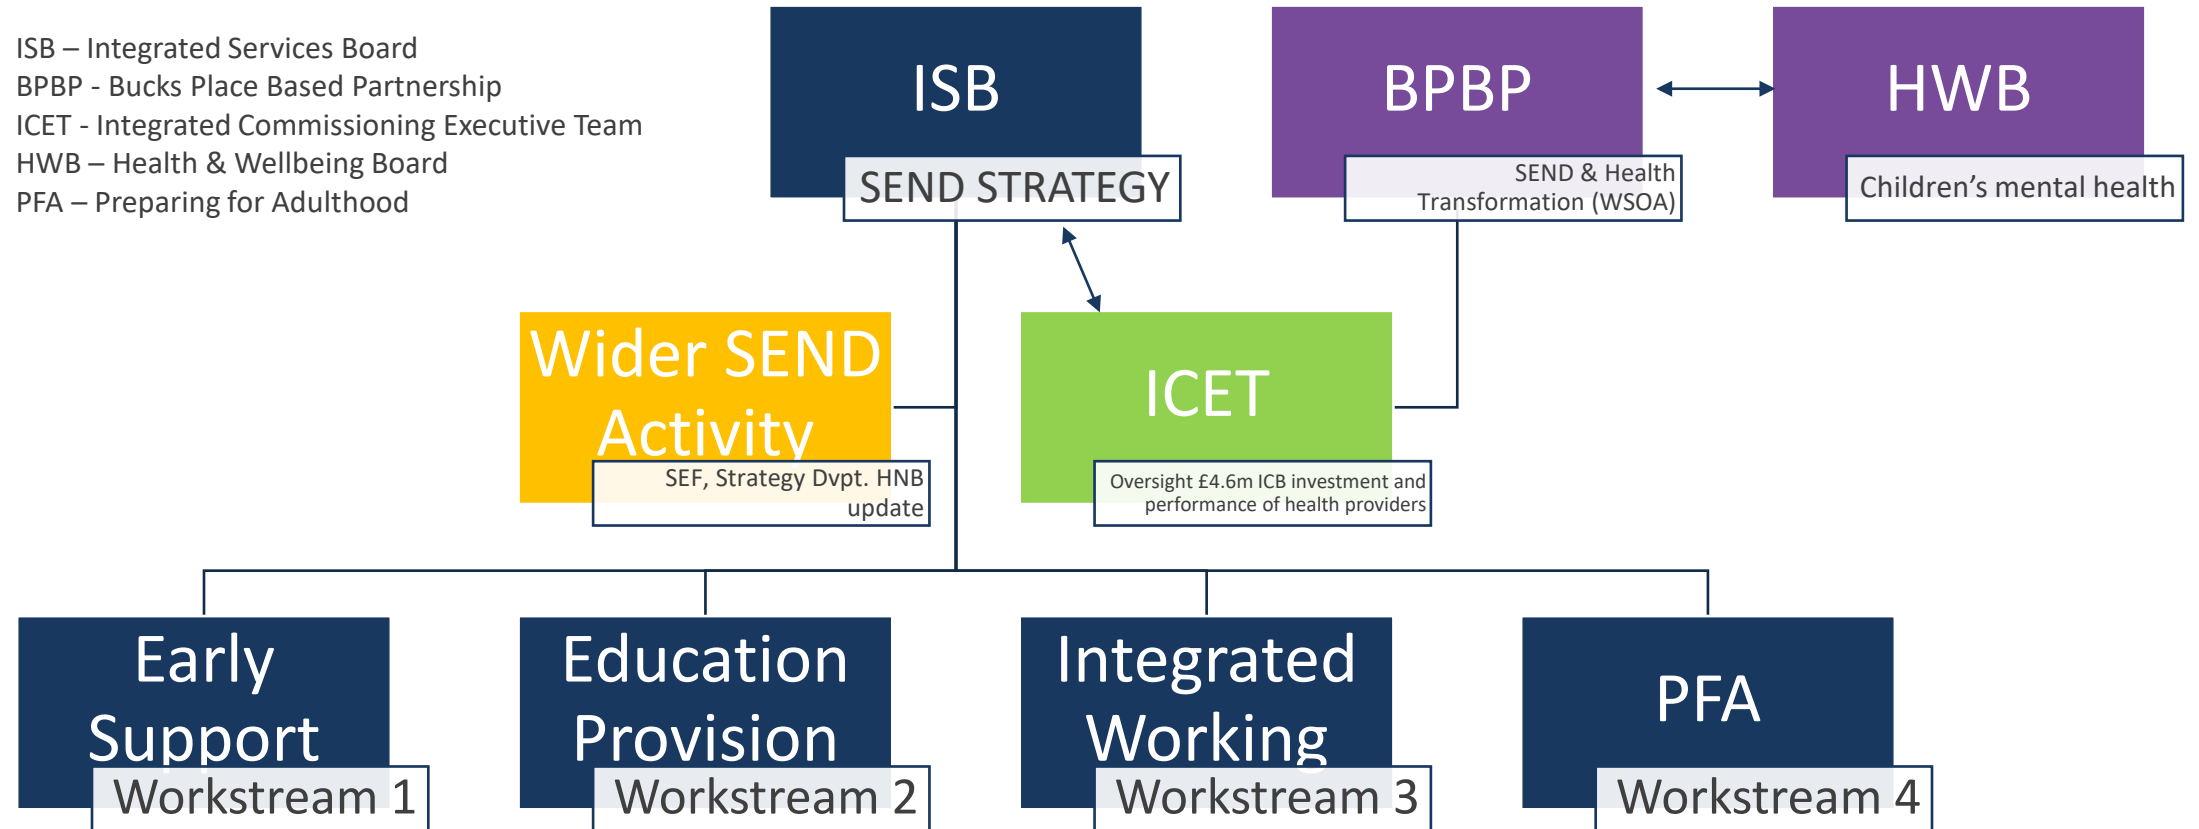 ISB – Integrated Services Board
BPBP - Bucks Place Based Partnership
ICET - Integrated Commissioning Executive Team
HWB – Health & Wellbeing Board
PFA – Preparing for Adulthood
ISB
SEND STRATEGY
BPBP
SEND & Health
Transformation (WSOA)
HWB
Children’s mental health
Wider SEND
Activity
SEF, Strategy Dvpt. HNB
update
ICET
Oversight £4.6m ICB investment and
performance of health providers
Early
Support
Workstream 1
Education
Provision
Workstream 2
Integrated
Working
Workstream 3
PFA
Workstream 4